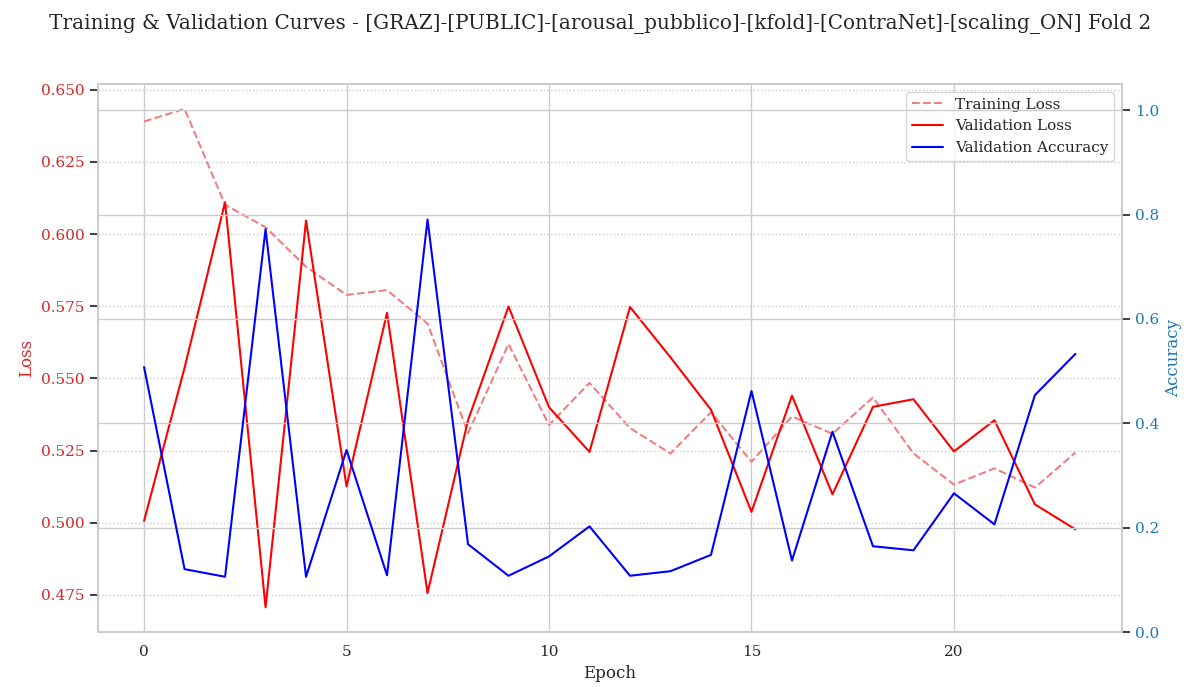 Training & Validation Curves - [GRAZ]-[PUBLIC]-[arousal_pubblico]-[kfold]-[ContraNet]-[scaling_ON] Fold 2
Training Loss
Validation Loss
Validation Accuracy
0.650
0.625
0.600
0.575
0.550
0.525
0.500
0.475
Loss
1.0
0.8
0.6
0.4
0.2
0.0
Accuracy
0 5 10 15 20
Epoch